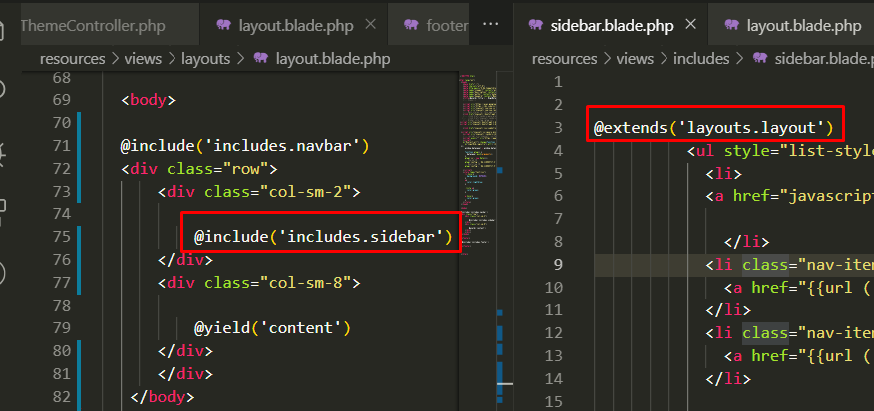 ThemeController.php layout.blade.php footer ···
resources > views > layouts > layout.blade.php
68
69 <body>
70
71 @include('includes.navbar')
72 <div class="row">
73 <div class="col-sm-2">
74
75 @include('includes.sidebar')
76 </div>
77 <div class="col-sm-8">
78
79 @yield('content')
80 </div>
81 </div>
82 </body>
sidebar.blade.php layout.blade.php
resources > views > includes > sidebar.blade.p
1
2
3 @extends('layouts.layout')
4 <ul style="list-style
5 <li>
6 <a href="javascript
7
8 </li>
9 <li class="nav-item
10 <a href="{{url (
11 </li>
12 <li class="nav-item
13 <a href="{{url (
14 </li>
15